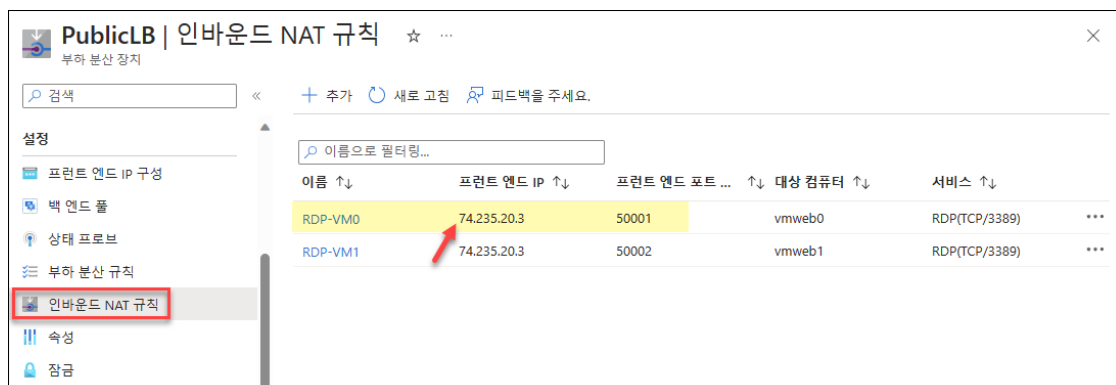 PublicLB | 인바운드 NAT 규칙 ☆ ...
부하 분산 장치
검색
«
추가 새로 고침 피드백을 주세요.
설정
프런트 엔드 IP 구성
백 엔드 풀
상태 프로브
부하 분산 규칙
인바운드 NAT 규칙
속성
잠금
이름으로 필터링...
이름 ↑↓ 프런트 엔드 IP ↑↓ 프런트 엔드 포트 ... ↑↓ 대상 컴퓨터 ↑↓ 서비스 ↑↓
RDP-VM0 74.235.20.3 50001 vmweb0 RDP(TCP/3389) ...
RDP-VM1 74.235.20.3 50002 vmweb1 RDP(TCP/3389) ...